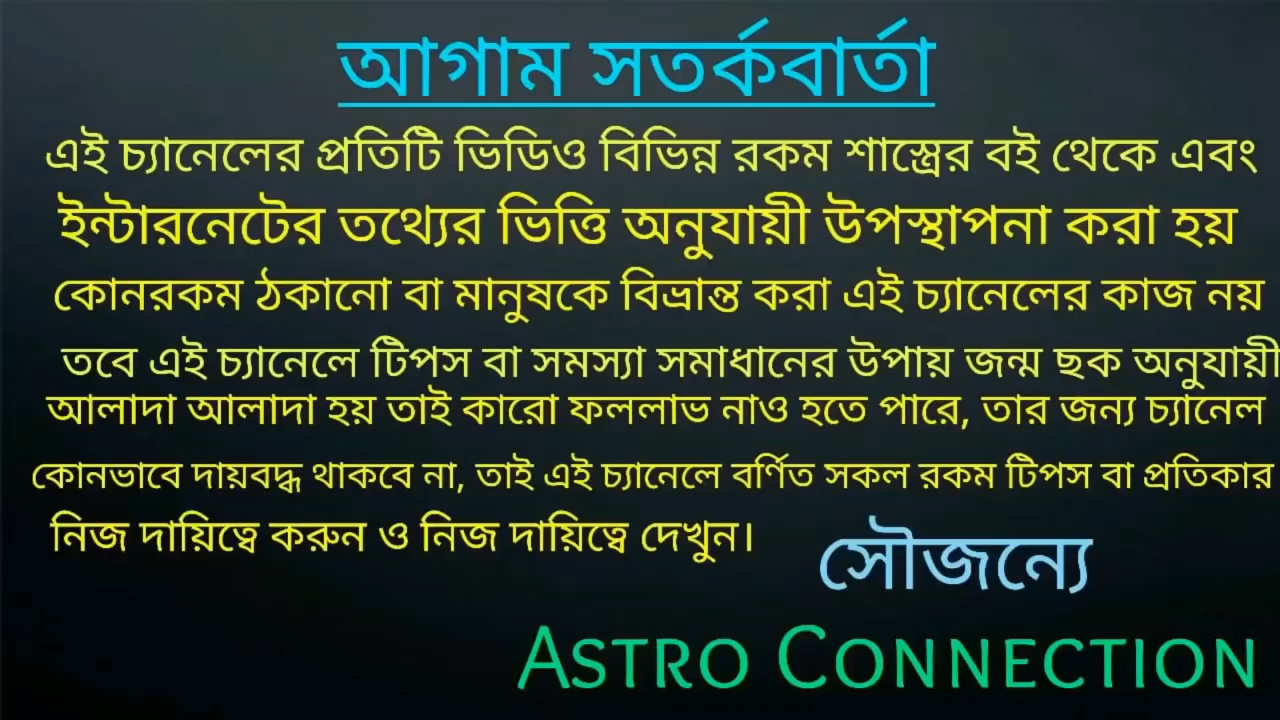 আগাম সতর্কবার্তা
এই চ্যানেলের প্রতিটি ভিডিও বিভিন্ন রকম শাস্ত্রের বই থেকে এবং
ইন্টারনেটের তথ্যের ভিত্তি অনুযায়ী উপস্থাপনা করা হয়
কোনরকম ঠকানো বা মানুষকে বিভ্রান্ত করা এই চ্যানেলের কাজ নয়
তবে এই চ্যানেলে টিপস বা সমস্যা সমাধানের উপায় জন্ম ছক অনুযায়ী
আলাদা আলাদা হয় তাই কারো ফললাভ নাও হতে পারে, তার জন্য চ্যানেল
কোনভাবে দায়বদ্ধ থাকবে না, তাই এই চ্যানেলে বর্ণিত সকল রকম টিপস বা প্রতিকার
নিজ দায়িত্বে করুন ও নিজ দায়িত্বে দেখুন।
সৌজন্যে
ASTRO CONNECTION